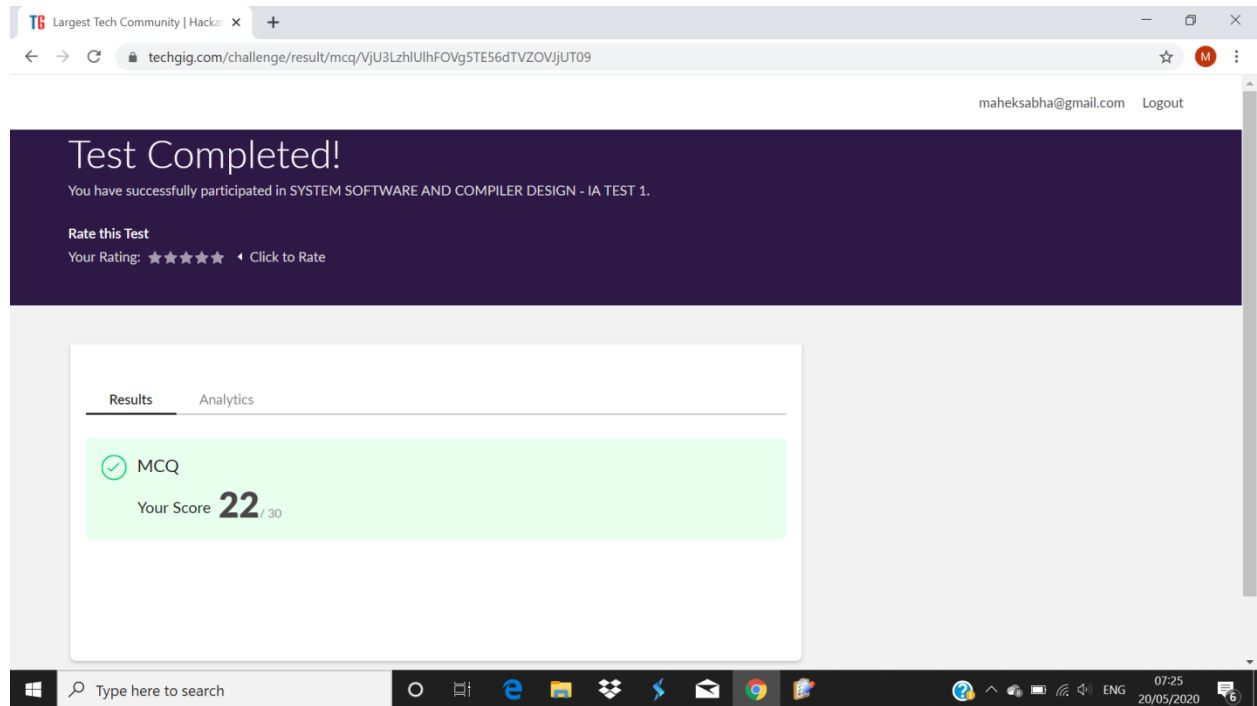 TG Largest Tech Community | Hacka
techgig.com/challenge/result/mcq/VjU3LzhlUlhFOVg5TE56dTVZOVJjUT09
M
maheksabha@gmail.com Logout
Test Completed!
You have successfully participated in SYSTEM SOFTWARE AND COMPILER DESIGN - IA TEST 1.
Rate this Test
Your Rating: Click to Rate
Results Analytics
MCQ
Your Score 22/ 30
Type here to search
ENG
07:25
20/05/2020
6